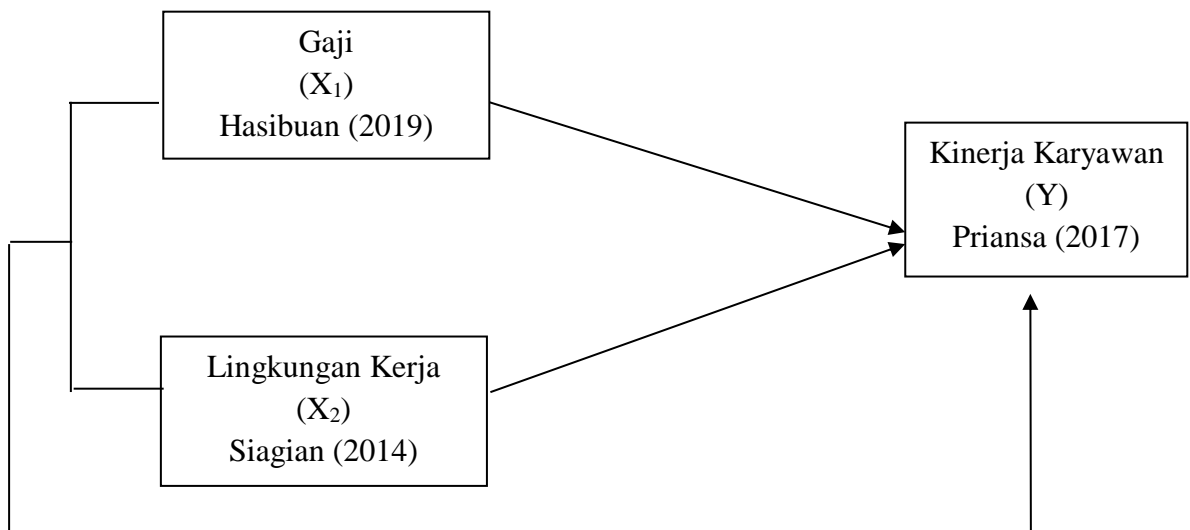 Gaji
(X₁)
Hasibuan (2019)
Kinerja Karyawan
(Y)
Priansa (2017)
Lingkungan Kerja
(X₂)
Siagian (2014)